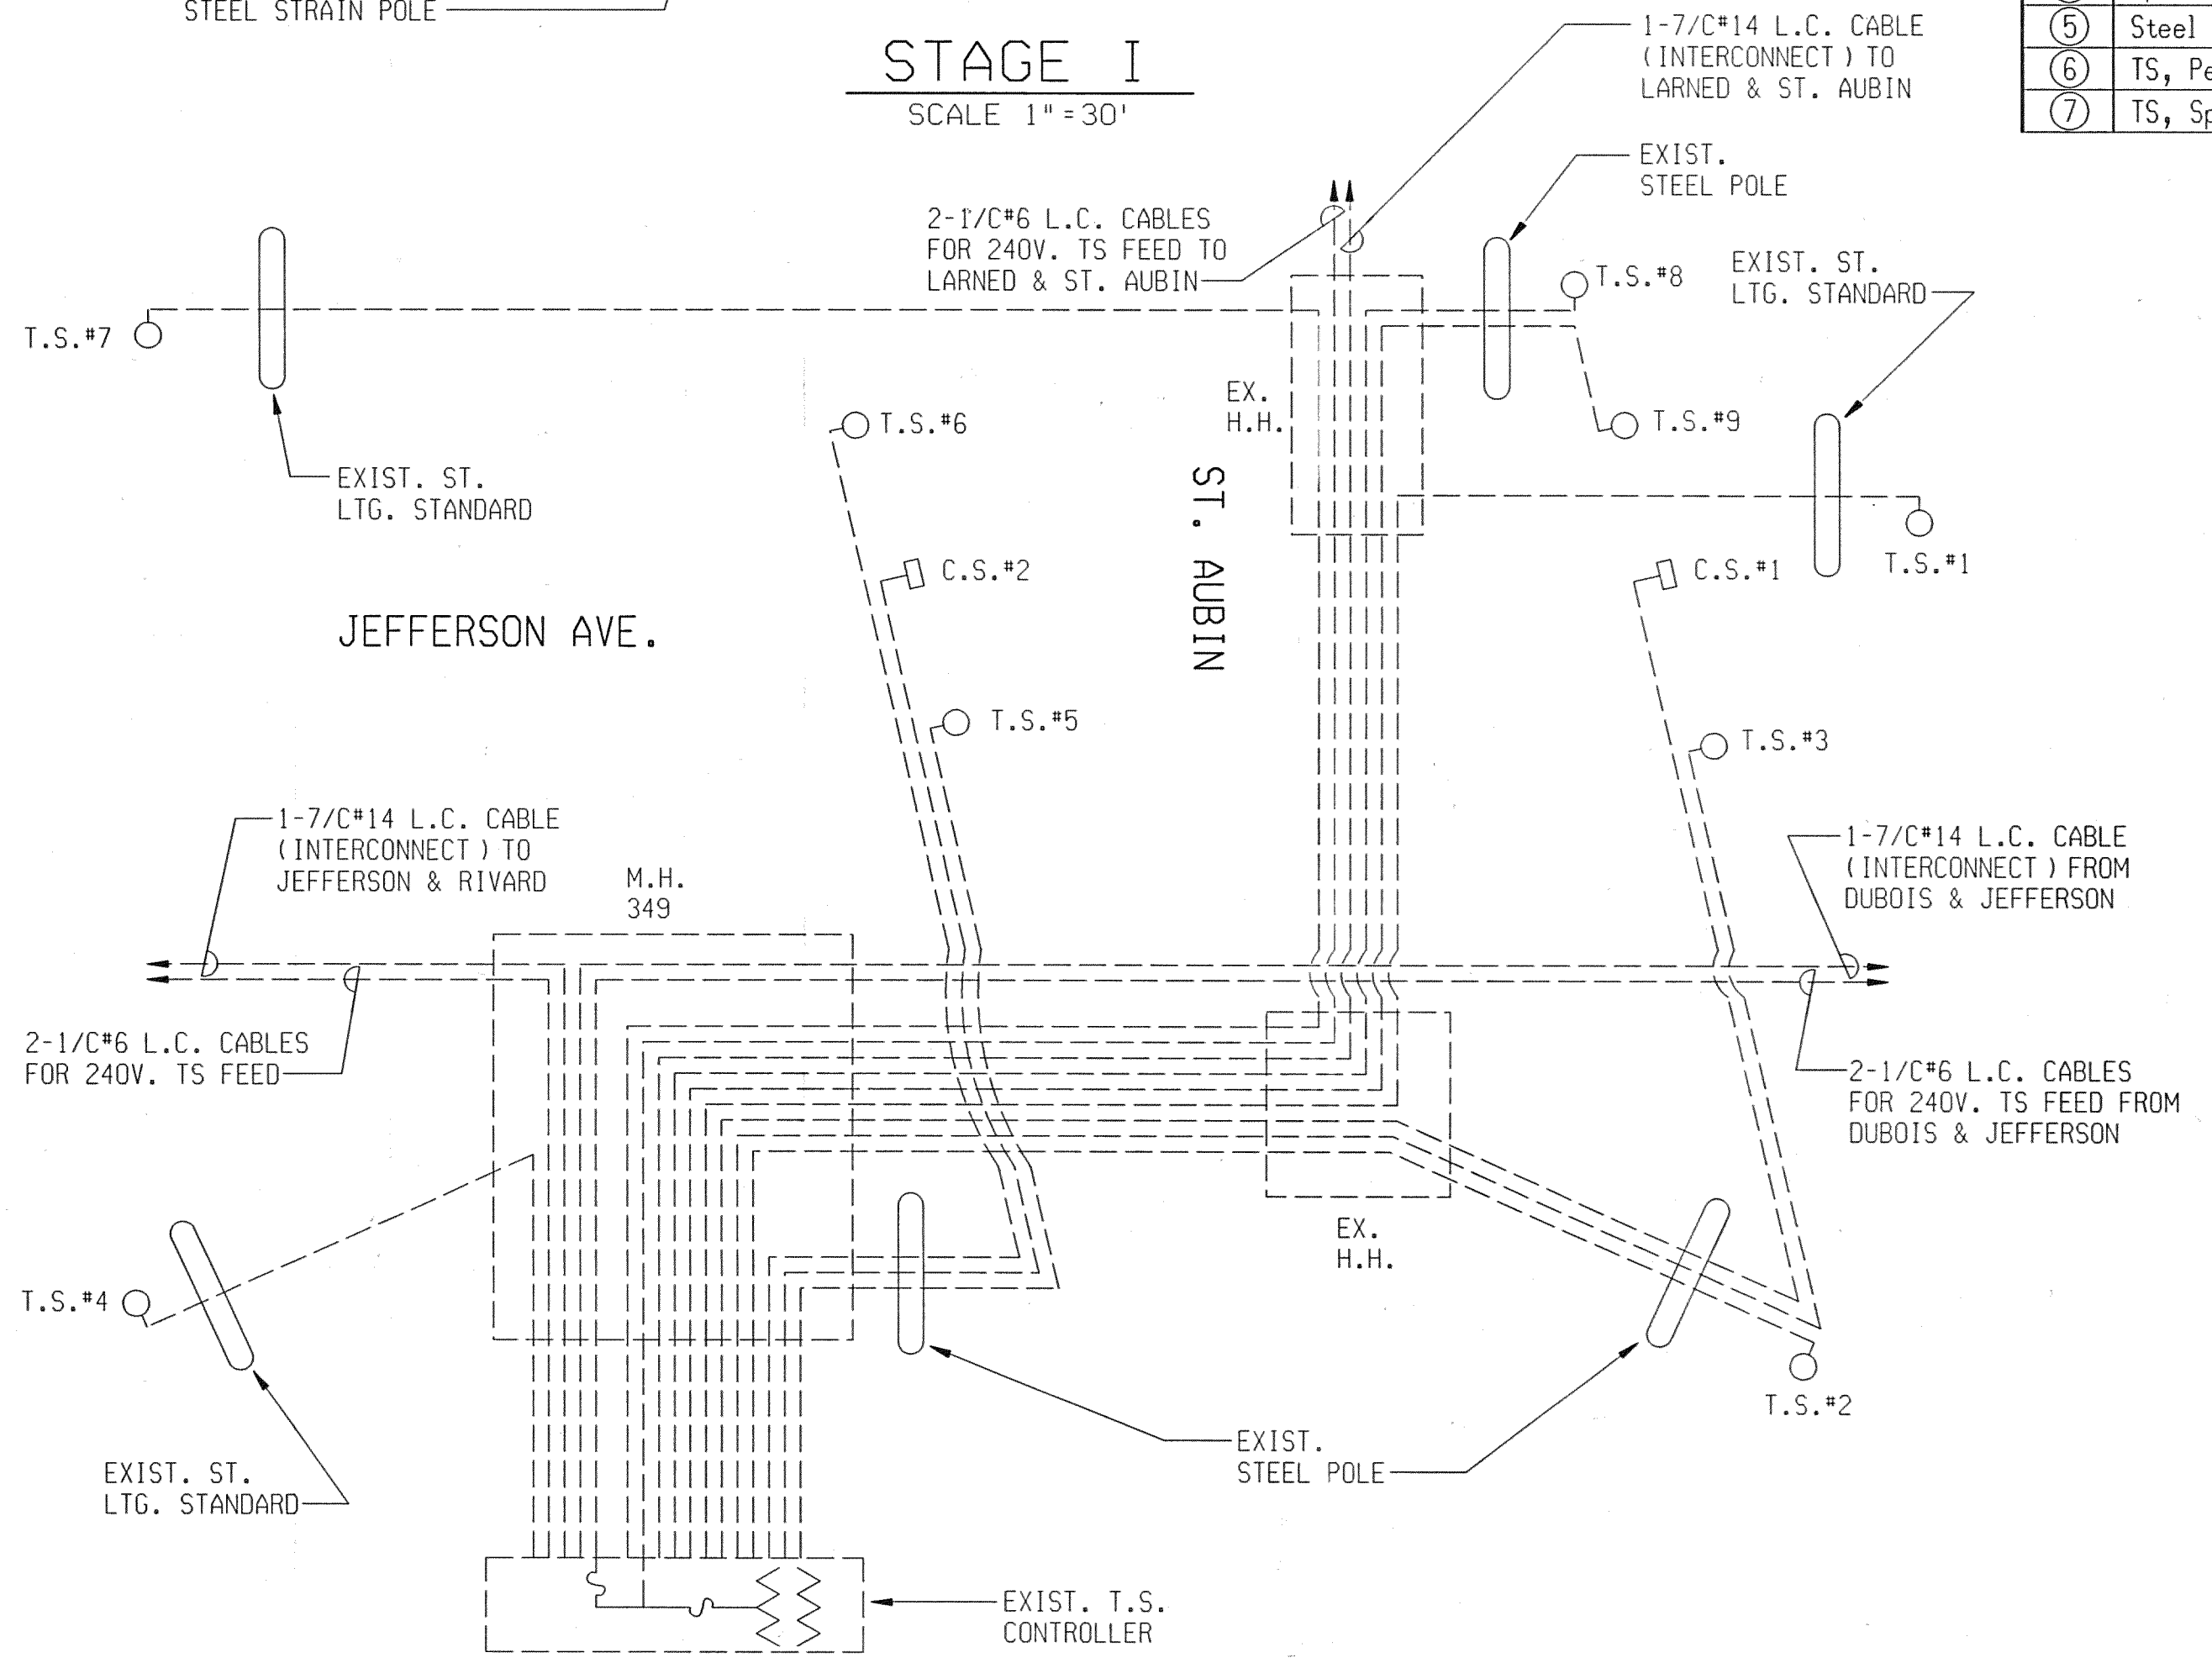 STEEL STRAIN POLE
STAGE I
SCALE 1"=30'
1-7/C#14 L.C. CABLE
(INTERCONNECT) TO
LARNED & ST. AUBIN
5 Steel
6 TS, Pe
7 TS, Sp
EXIST.
STEEL POLE
2-1/C#6 L.C. CABLES
FOR 240V. TS FEED TO
LARNED & ST. AUBIN
T.S.#8
EXIST. ST.
LTG. STANDARD
T.S.#7
EX.
H.H.
T.S.#6
T.S.#9
EXIST. ST.
LTG. STANDARD
ST. AUBIN
C.S.#2
C.S.#1
T.S.#1
JEFFERSON AVE.
T.S.#5
T.S.#3
1-7/C#14 L.C. CABLE
(INTERCONNECT) TO
JEFFERSON & RIVARD
M.H.
349
1-7/C#14 L.C. CABLE
(INTERCONNECT) FROM
DUBOIS & JEFFERSON
2-1/C#6 L.C. CABLES
FOR 240V. TS FEED
2-1/C#6 L.C. CABLES
FOR 240V. TS FEED FROM
DUBOIS & JEFFERSON
EX.
H.H.
T.S.#4
T.S.#2
EXIST.
STEEL POLE
EXIST. ST.
LTG. STANDARD
EXIST. T.S.
CONTROLLER